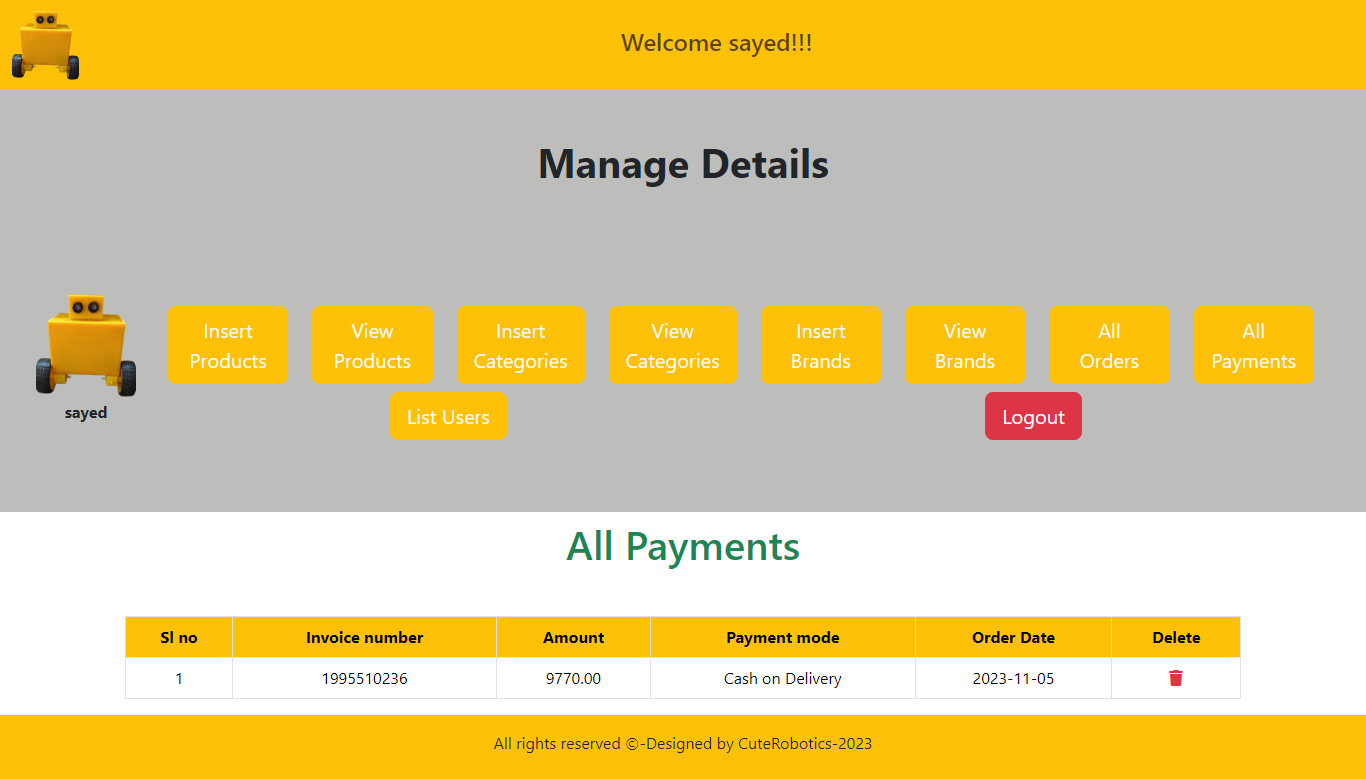 Welcome sayed!!!
Manage Details
Insert Products
View Products
Insert Categories
View Categories
Insert Brands
View Brands
All Orders
All Payments
sayed
List Users
Logout
All Payments
Sl no Invoice number Amount Payment mode Order Date Delete
1 1995510236 9770.00 Cash on Delivery 2023-11-05
All rights reserved ©-Designed by CuteRobotics-2023